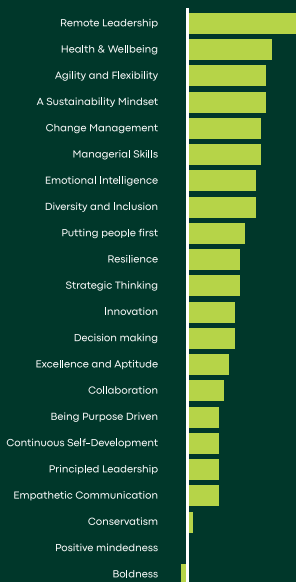 Remote Leadership
Health & Wellbeing
Agility and Flexibility
A Sustainability Mindset
Change Management
Managerial Skills
Emotional Intelligence
Diversity and Inclusion
Putting people first
Resilience
Strategic Thinking
Innovation
Decision making
Excellence and Aptitude
Collaboration
Being Purpose Driven
Continuous Self-Development
Principled Leadership
Empathetic Communication
Conservatism
Positive mindedness
Boldness